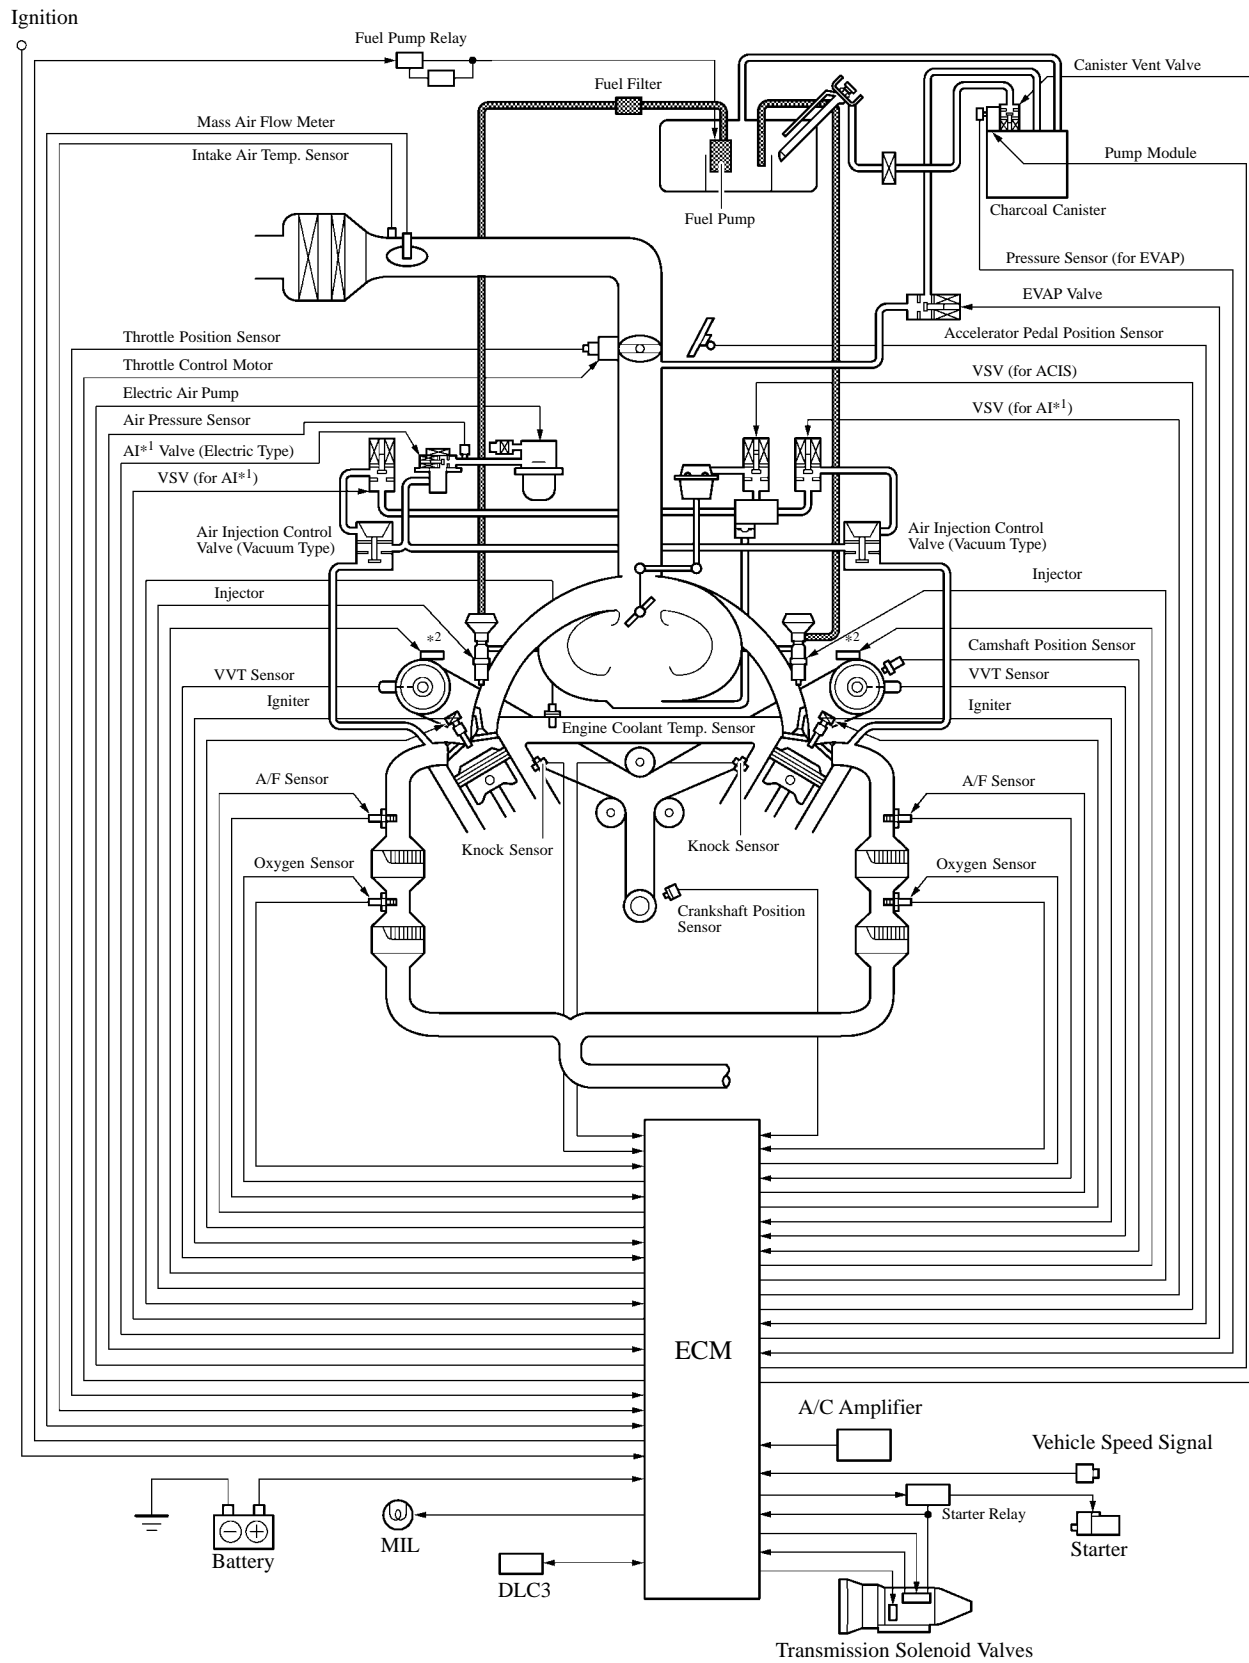 Ignition
Fuel Pump Relay
Fuel Filter
Canister Vent Valve
Mass Air Flow Meter
Intake Air Temp. Sensor
Pump Module
Fuel Pump
Charcoal Canister
Pressure Sensor (for EVAP)
EVAP Valve
Throttle Position Sensor
Accelerator Pedal Position Sensor
Throttle Control Motor
VSV (for ACIS)
Electric Air Pump
VSV (for AI*1)
Air Pressure Sensor
AI*1 Valve (Electric Type)
VSV (for AI*1)
Air Injection Control
Valve (Vacuum Type)
Air Injection Control
Valve (Vacuum Type)
Injector
Injector
*2
*2
Camshaft Position Sensor
VVT Sensor
VVT Sensor
Igniter
Igniter
Engine Coolant Temp. Sensor
A/F Sensor
A/F Sensor
Knock Sensor
Knock Sensor
Oxygen Sensor
Oxygen Sensor
Crankshaft Position
Sensor
ECM
A/C Amplifier
Vehicle Speed Signal
Starter Relay
MIL
Starter
Battery
DLC3
Transmission Solenoid Valves